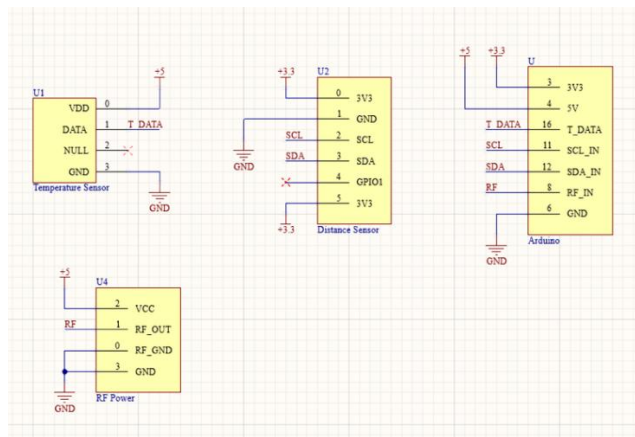 U1
+5
VDD 0
DATA 1 T_DATA
NULL 2
GND 3
Temperature Sensor
GND
U2
+3.3
0 3V3
1 GND
SCL 2 SCL
SDA 3 SDA
4 GPIO1
5 3V3
GND
+3.3
Distance Sensor
+5 +3.3
U
3 3V3
4 5V
T_DATA 16 T_DATA
SCL 11 SCL_IN
SDA 12 SDA_IN
RF 8 RF_IN
6 GND
Arduino
GND
+5
U4
2 VCC
RF 1 RF_OUT
0 RF_GND
3 GND
RF Power
GND